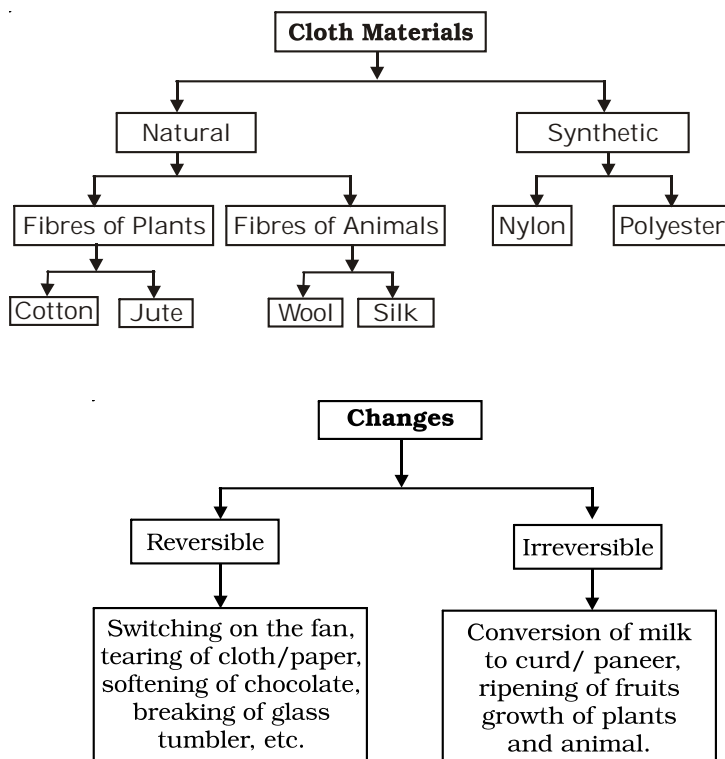 Cloth Materials
Natural
Synthetic
Fibres of Plants
Fibres of Animals
Nylon
Polyester
Cotton
Jute
Wool
Silk
Changes
Reversible
Irreversible
Switching on the fan,
tearing of cloth/paper,
softening of chocolate,
breaking of glass
tumbler, etc.
Conversion of milk
to curd/ paneer,
ripening of fruits
growth of plants
and animal.